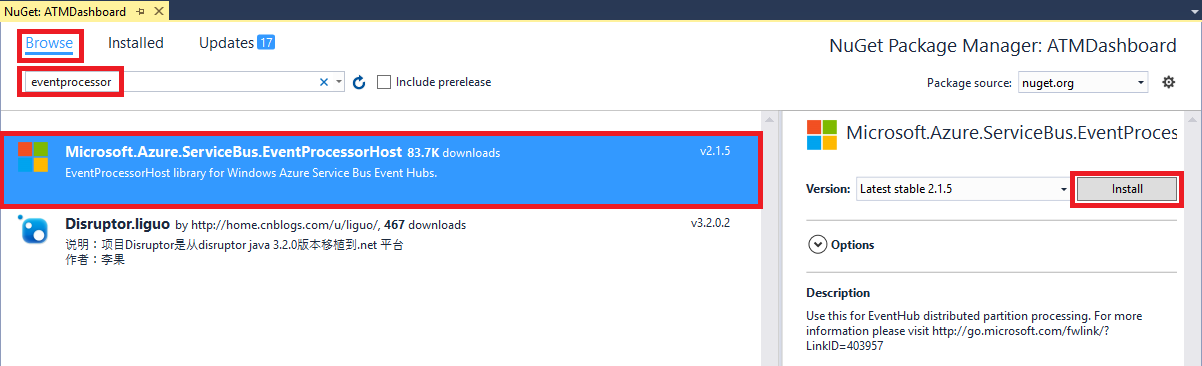 NuGet: ATMDashboard
Browse Installed Updates 17
NuGet Package Manager: ATMDashboard
eventprocessor
Include prerelease
Package source: nuget.org
Microsoft.Azure.ServiceBus.EventProcessorHost 83.7K downloads v2.1.5
EventProcessorHost library for Windows Azure Service Bus Event Hubs.
Disruptor.liguo by http://home.cnblogs.com/u/liguo/, 467 downloads v3.2.0.2
说明：项目Disruptor是从disruptor java 3.2.0版本移植到.net 平台
作者：李果
Microsoft.Azure.ServiceBus.EventProces
Version: Latest stable 2.1.5 Install
Options
Description
Use this for EventHub distributed partition processing. For more
information please visit http://go.microsoft.com/fwlink/?
LinkID=403957